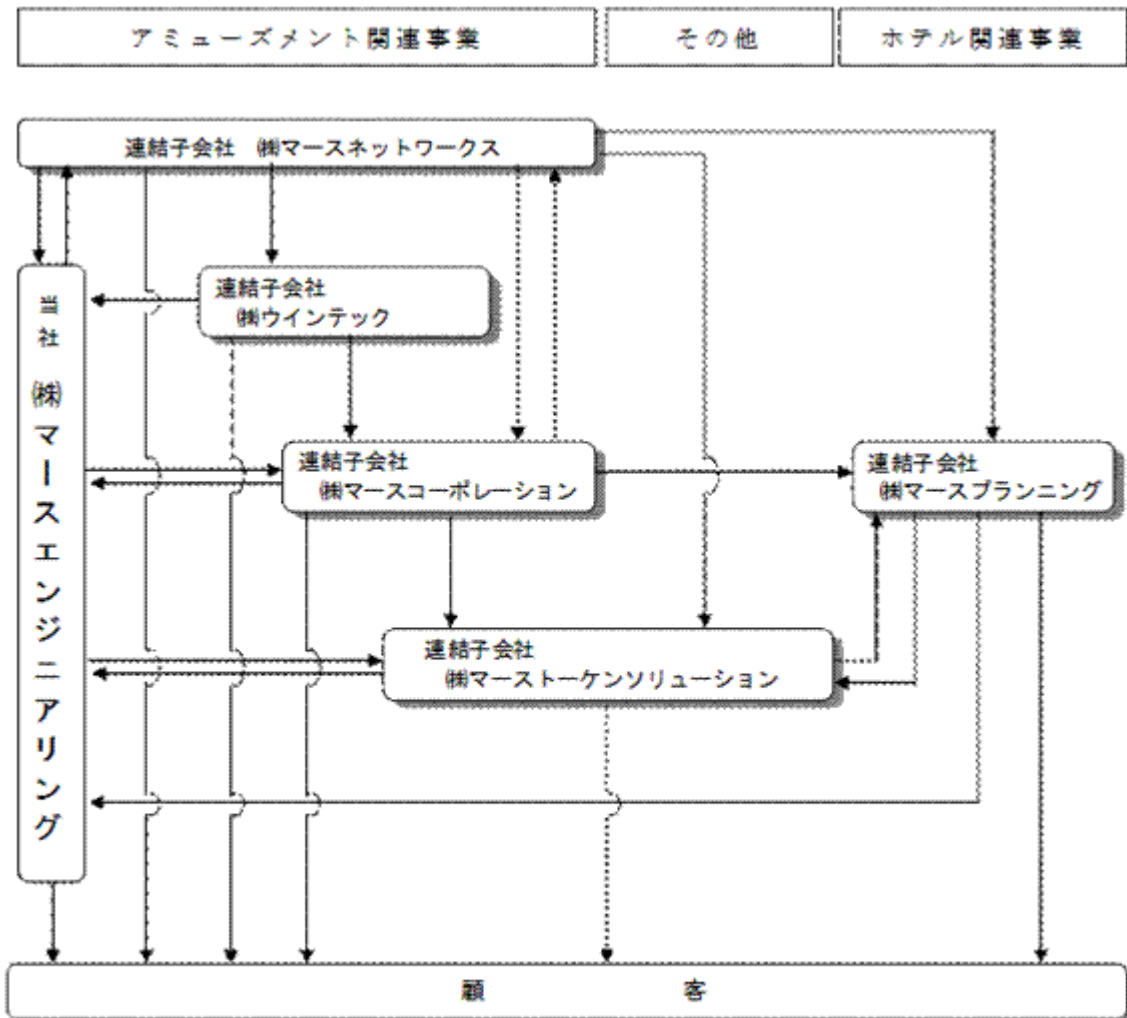 アミューズメント関連事業
その他
ホテル関連事業
連結子会社 ㈱マースネットワークス
連結子会社
㈱ウインテック
当社 ㈱マースエンジニアリング
連結子会社
㈱マースコーポレーション
連結子会社
㈱マースプランニング
連結子会社
㈱マーストーケンソリューション
顧客